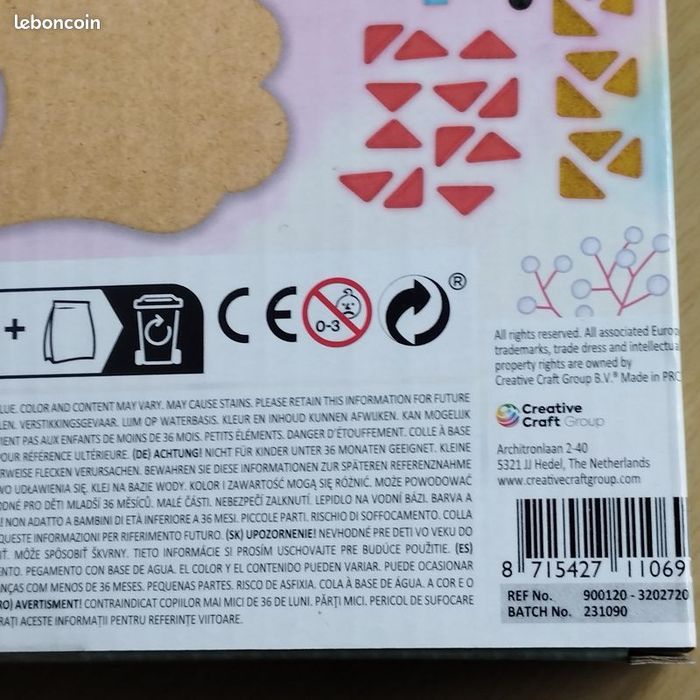 leboncoin
+
CE
0-3
®
All rights reserved. All associated Europ
trademarks, trade dress and intellectua
property rights are owned by
Creative Craft Group B.V.® Made in PRC
Creative
Craft Group
Architronlaan 2-40
5321 JJ Hedel, The Netherlands
www.creativecraftgroup.com
8 715427 11069
REF No. 900120 - 3202720
BATCH No. 231090
LUE. COLOR AND CONTENT MAY VARY. MAY CAUSE STAINS. PLEASE RETAIN THIS INFORMATION FOR FUTURE
LEN. VERSTIKKINGSGEVAAR. LIJM OP WATERBASIS. KLEUR EN INHOUD KUNNEN AFWIJKEN. KAN MOGELIJK
IENT PAS AUX ENFANTS DE MOINS DE 36 MOIS. PETITS ÉLÉMENTS. DANGER D'ÉTOUFFEMENT. COLLE À BASE
POUR RÉFÉRENCE ULTÉRIEURE. (DE) ACHTUNG! NICHT FÜR KINDER UNTER 36 MONATEN GEEIGNET. KLEINE
ERWEISE FLECKEN VERURSACHEN. BEWAHREN SIE DIESE INFORMATIONEN ZUR SPÄTEREN REFERENZNAHME
WO UDŁAWIENIA SIĘ. KLEJ NA BAZIE WODY. KOLOR I ZAWARTOŚĆ MOGĄ SIĘ RÓŻNIĆ. MOŻE POWODOWAĆ
ODNÉ PRO DĚTI MLADŠÍ 36 MĚSÍCŮ. MALÉ ČÁSTI. NEBEZPEČÍ ZALKNUTÍ. LEPIDLO NA VODNÍ BÁZI. BARVA A
! NON ADATTO A BAMBINI DI ETÀ INFERIORE A 36 MESI. PICCOLE PARTI. RISCHIO DI SOFFOCAMENTO. COLLA
QUESTE INFORMAZIONI PER RIFERIMENTO FUTURO. (SK) UPOZORNENIE! NEVHODNÉ PRE DETI VO VEKU DO
IŤ. MÔŽE SPÔSOBIŤ ŠKVRNY. TIETO INFORMÁCIE SI PROSÍM USCHOVAJTE PRE BUDÚCE POUŽITIE. (ES)
ENTO. PEGAMENTO CON BASE DE AGUA. EL COLOR Y EL CONTENIDO PUEDEN VARIAR. PUEDE OCASIONAR
NÇAS COM MENOS DE 36 MESES. PEQUENAS PARTES. RISCO DE ASFIXIA. COLA À BASE DE ÁGUA. A COR E O
RO) AVERTISMENT! CONTRAINDICAT COPIILOR MAI MICI DE 36 DE LUNI. PĂRȚI MICI. PERICOL DE SUFOCARE
RAȚI ACESTE INFORMAȚII PENTRU REFERINȚE VIITOARE.